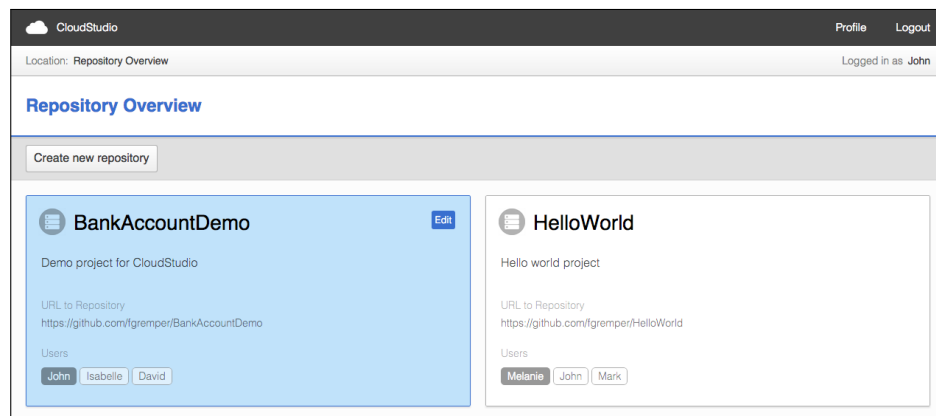 CloudStudio Profile Logout
Location: Repository Overview Logged in as John
Repository Overview
Create new repository
BankAccountDemo Edit
Demo project for CloudStudio
URL to Repository
https://github.com/fgremper/BankAccountDemo
Users
John Isabelle David
HelloWorld
Hello world project
URL to Repository
https://github.com/fgremper/HelloWorld
Users
Melanie John Mark